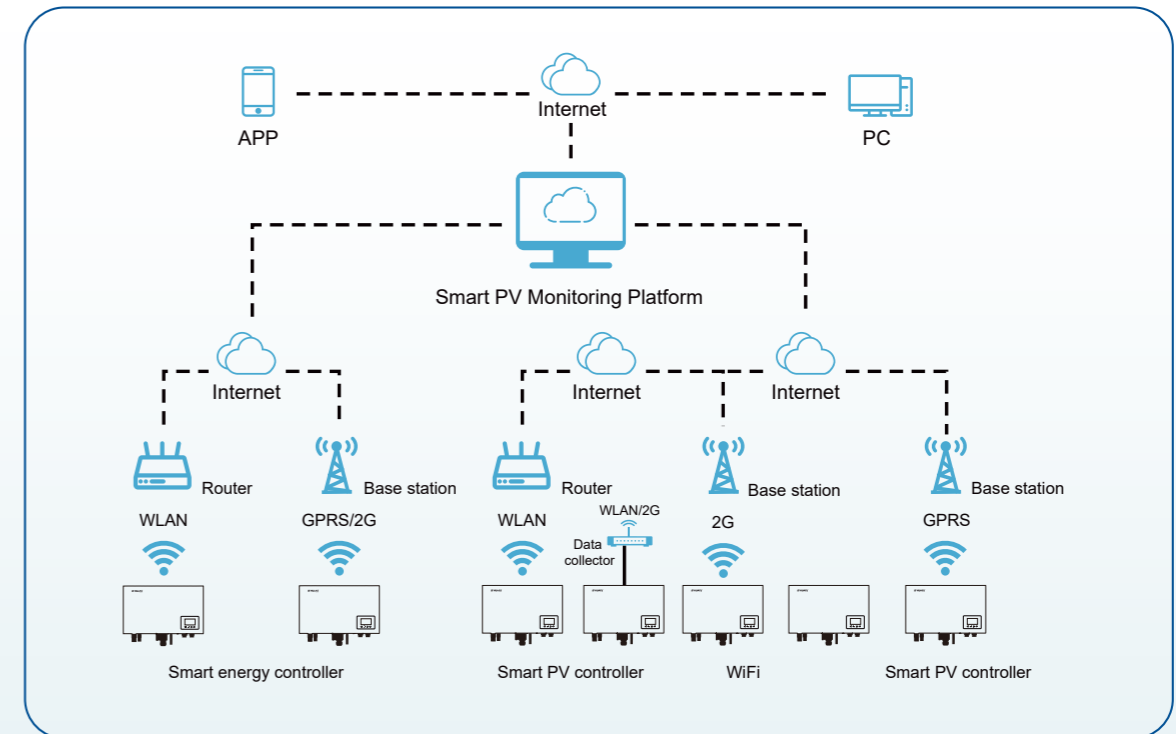 Internet
APP
PC
Smart PV Monitoring Platform
Internet
Internet
Internet
Router
Base station
Router
Base station
Base station
WLAN
GPRS/2G
WLAN
WLAN/2G
2G
GPRS
Data
collector
Smart energy controller
Smart PV controller
WiFi
Smart PV controller